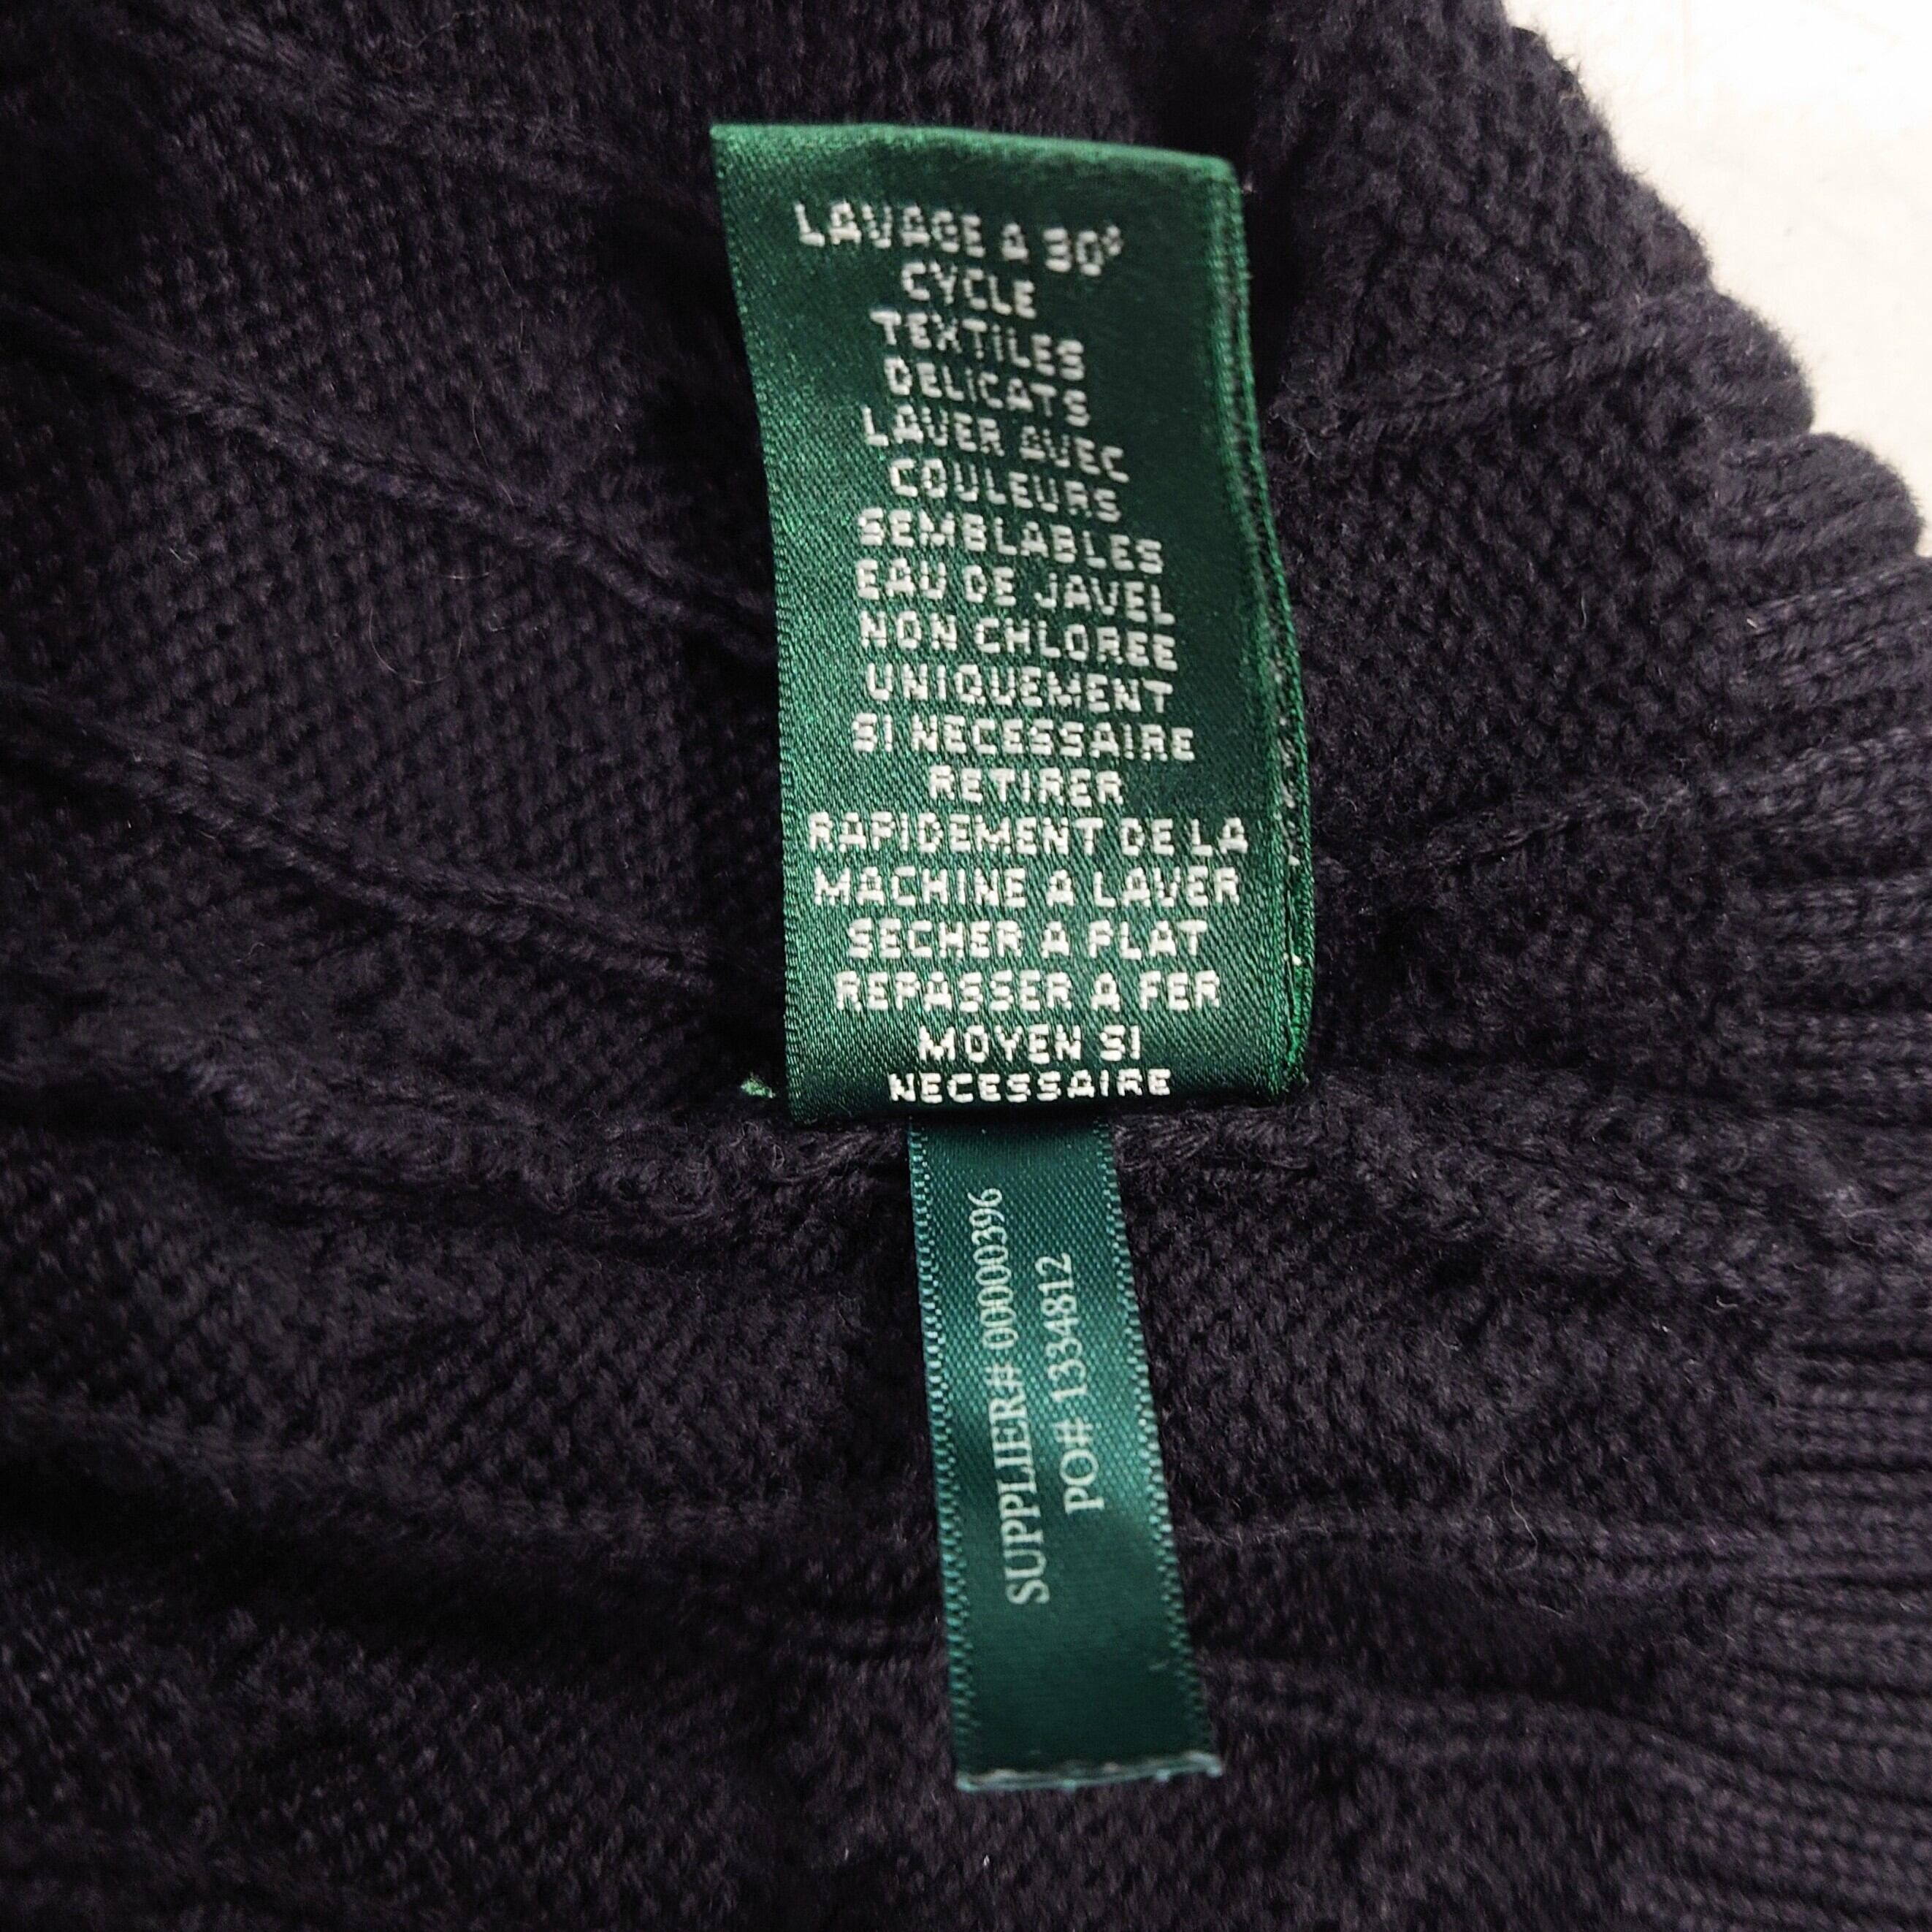 LAVAGE A 30°
CYCLE
TEXTILES
DELICATS
LAVER AVEC
COULEURS
SEMBLABLES
EAU DE JAVEL
NON CHLOREE
UNIQUEMENT
SI NECESSAIRE
RETIRER
RAPIDEMENT DE LA
MACHINE A LAVER
SECHER A PLAT
REPASSER A FER
MOYEN SI
NECESSAIRE
SUPPLIER# 00000396
PO# 1334812